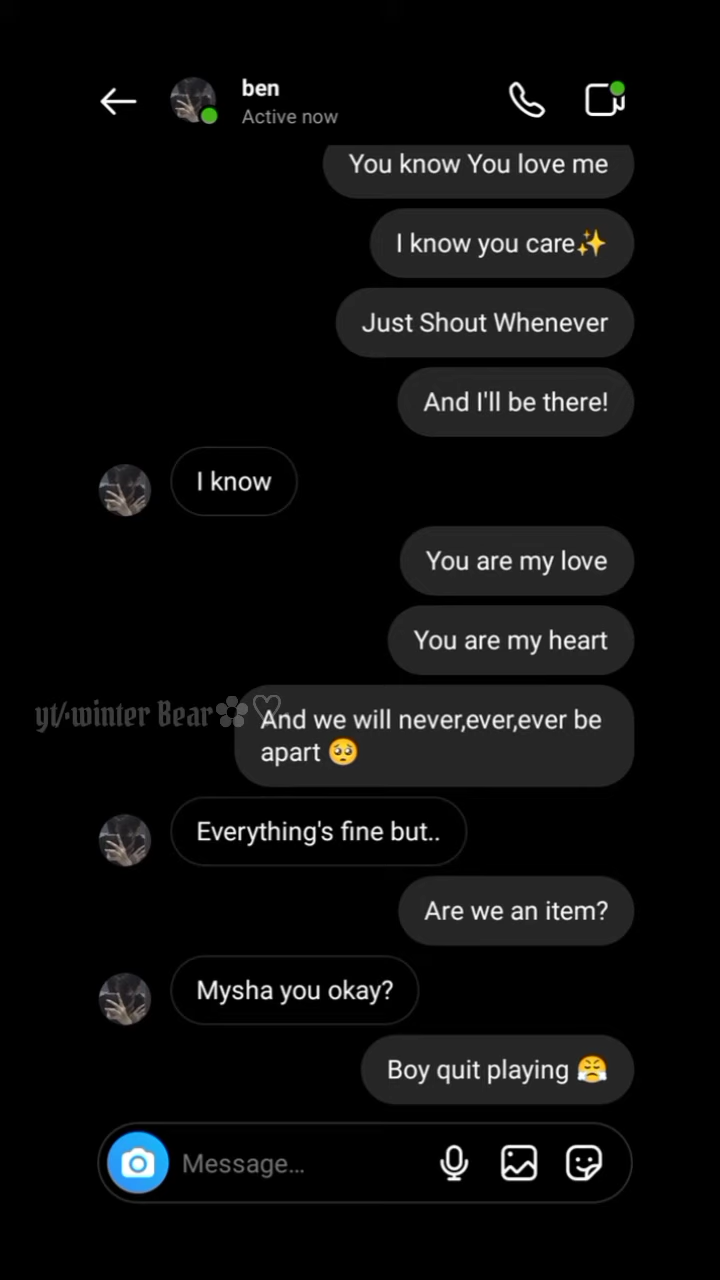 ben
Active now
You know You love me
I know you care✨
Just Shout Whenever
And I'll be there!
I know
You are my love
You are my heart
yt/-winter Bear✿♡
And we will never,ever,ever be
apart 🥺
Everything's fine but..
Are we an item?
Mysha you okay?
Boy quit playing 😤
Message...